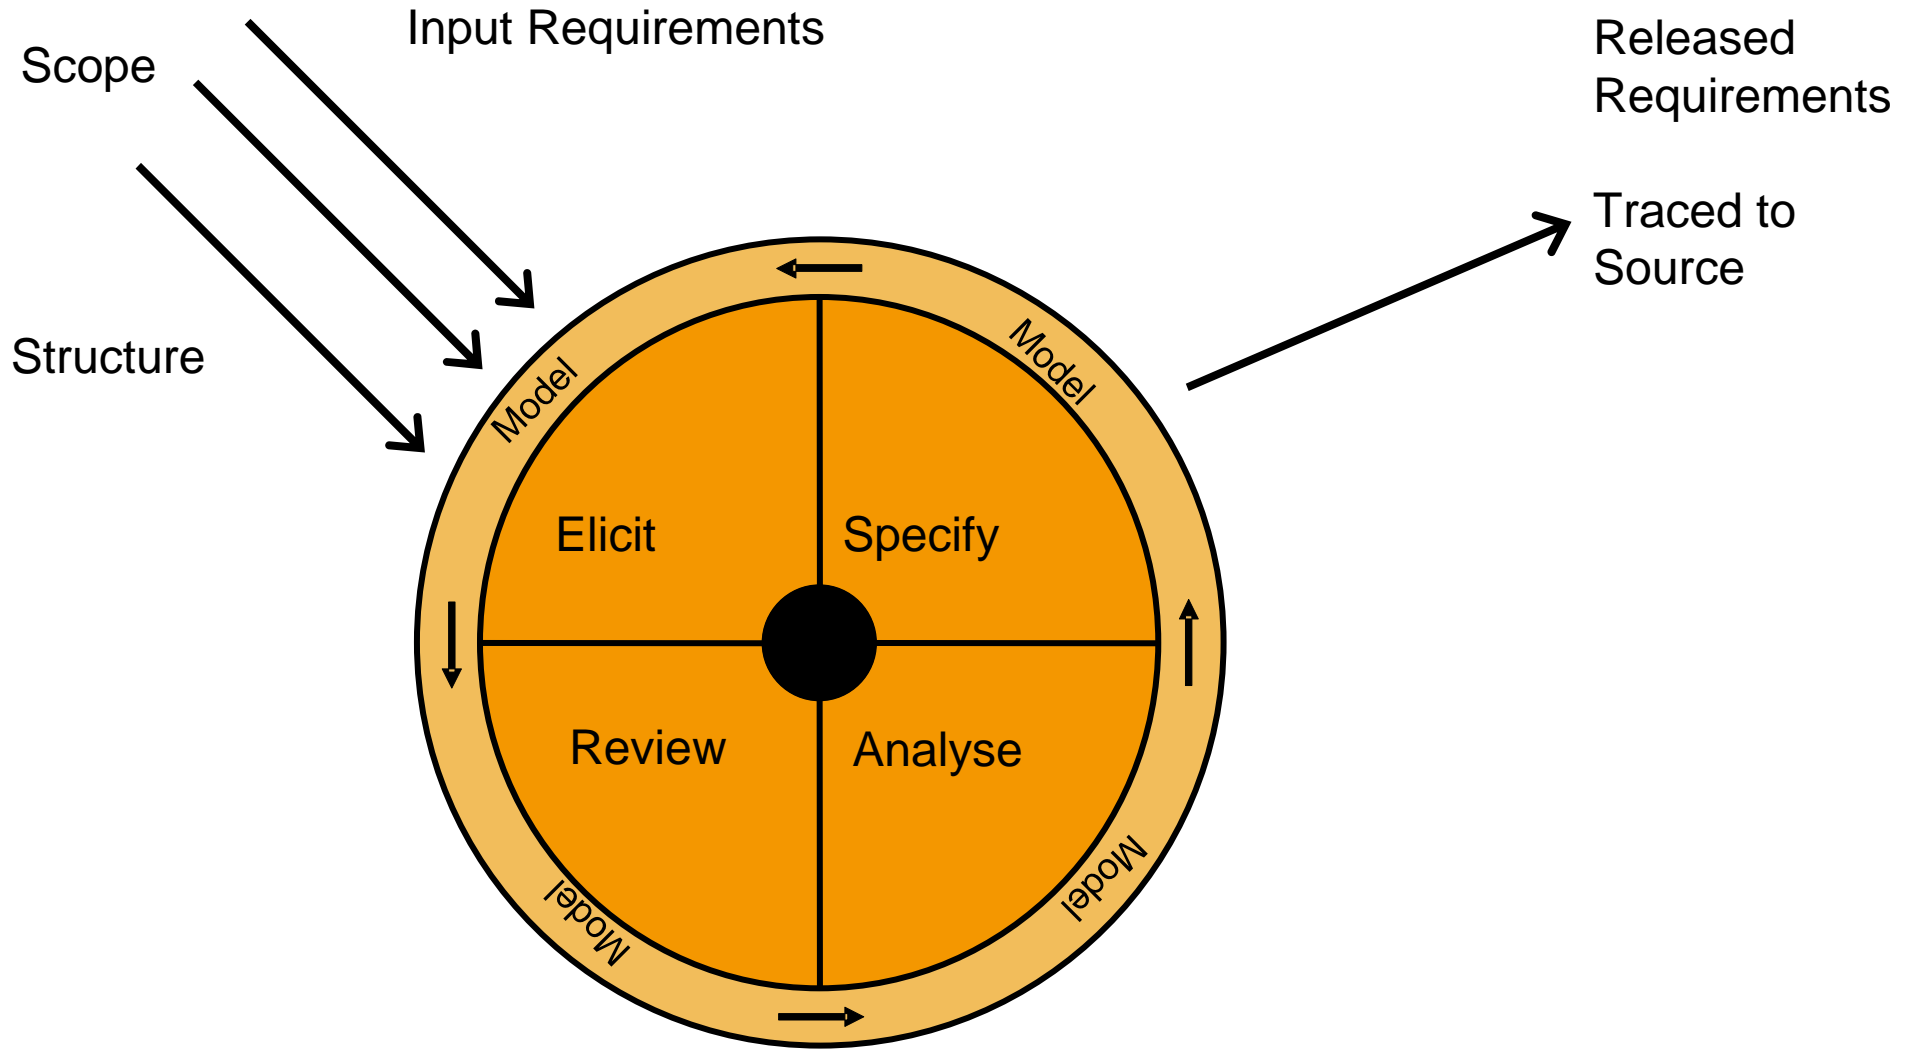 Input Requirements
Scope
Structure
Released
Requirements
Traced to
Source
Model
Model
Elicit
Specify
Review
Analyse
Model
Model